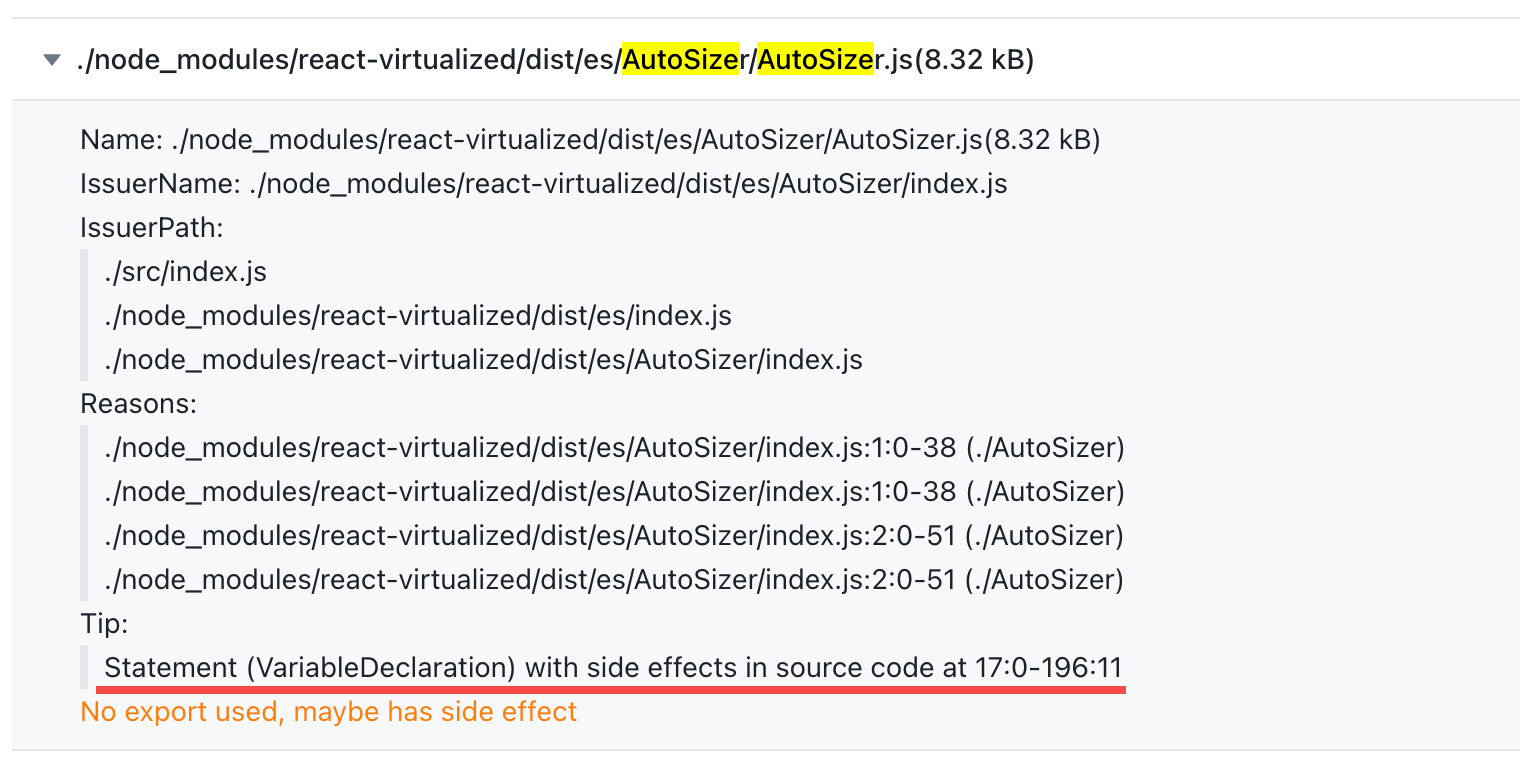 ./node_modules/react-virtualized/dist/es/AutoSizer/AutoSizer.js(8.32 kB)
Name: ./node_modules/react-virtualized/dist/es/AutoSizer/AutoSizer.js(8.32 kB)
IssuerName: ./node_modules/react-virtualized/dist/es/AutoSizer/index.js
IssuerPath:
./src/index.js
./node_modules/react-virtualized/dist/es/index.js
./node_modules/react-virtualized/dist/es/AutoSizer/index.js
Reasons:
./node_modules/react-virtualized/dist/es/AutoSizer/index.js:1:0-38 (./AutoSizer)
./node_modules/react-virtualized/dist/es/AutoSizer/index.js:1:0-38 (./AutoSizer)
./node_modules/react-virtualized/dist/es/AutoSizer/index.js:2:0-51 (./AutoSizer)
./node_modules/react-virtualized/dist/es/AutoSizer/index.js:2:0-51 (./AutoSizer)
Tip:
Statement (VariableDeclaration) with side effects in source code at 17:0-196:11
No export used, maybe has side effect